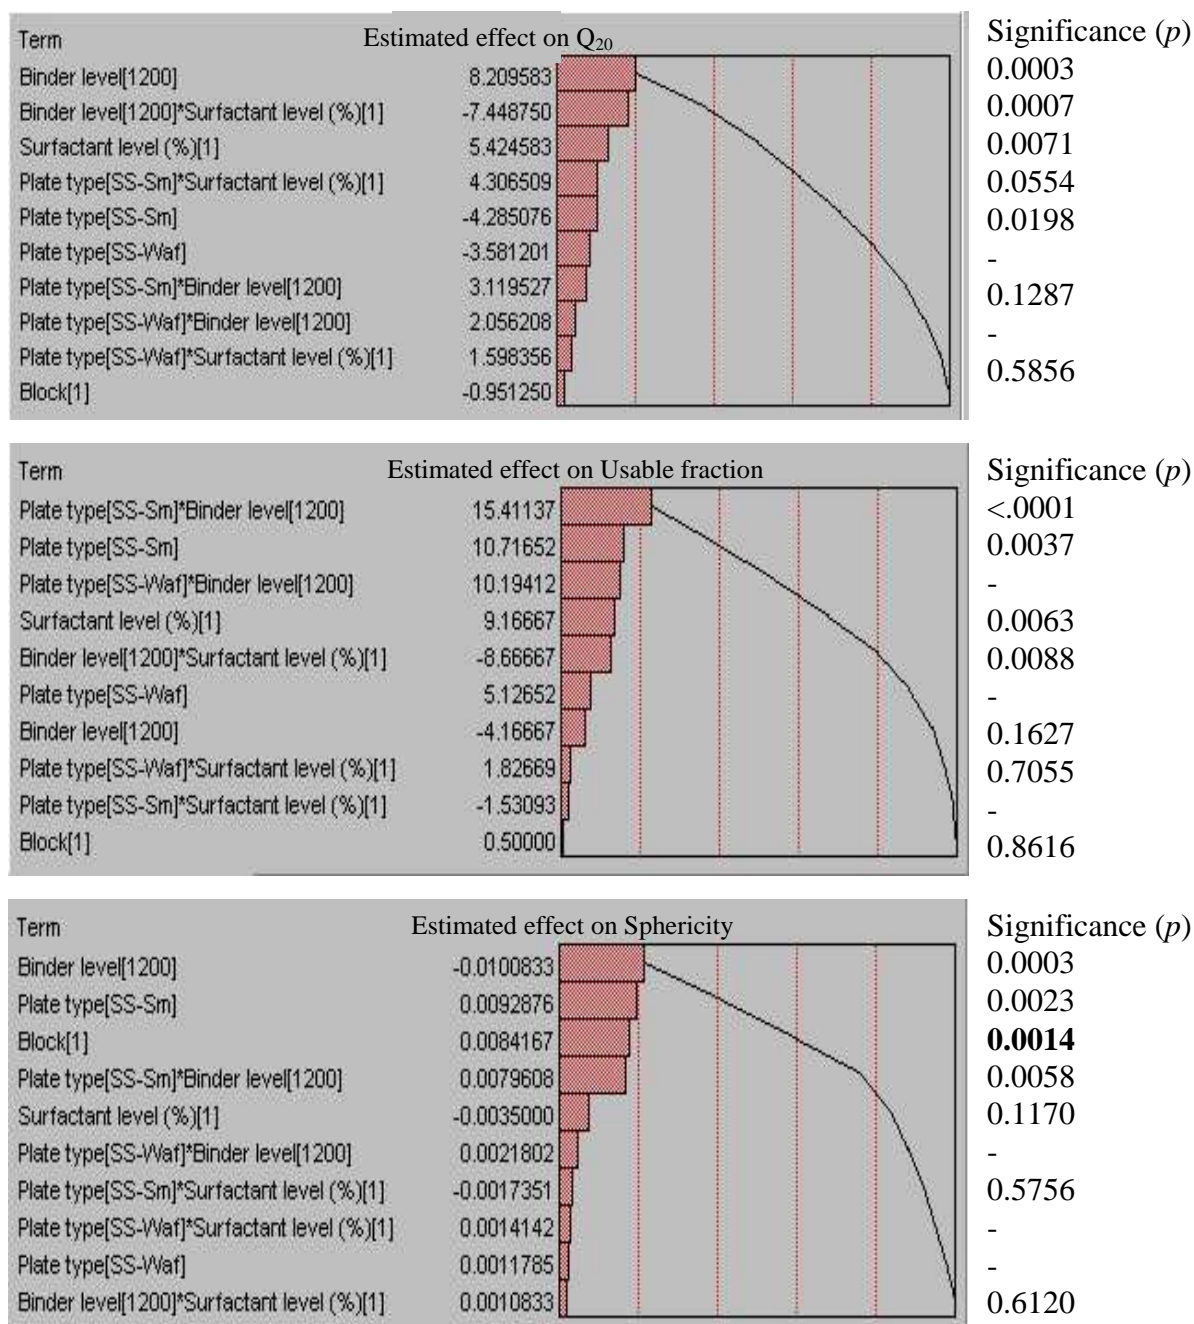 Term Estimated effect on Q20 Significance (p)
Binder level[1200] 8.209583 0.0003
Binder level[1200]*Surfactant level (%)[1] -7.448750 0.0007
Surfactant level (%)[1] 5.424583 0.0071
Plate type[SS-Sm]*Surfactant level (%)[1] 4.306509 0.0554
Plate type[SS-Sm] -4.285076 0.0198
Plate type[SS-Waf] -3.581201 -
Plate type[SS-Sm]*Binder level[1200] 3.119527 0.1287
Plate type[SS-Waf]*Binder level[1200] 2.056208 -
Plate type[SS-Waf]*Surfactant level (%)[1] 1.598356 0.5856
Block[1] -0.951250
Term Estimated effect on Usable fraction Significance (p)
Plate type[SS-Sm]*Binder level[1200] 15.41137 <.0001
Plate type[SS-Sm] 10.71652 0.0037
Plate type[SS-Waf]*Binder level[1200] 10.19412 -
Surfactant level (%)[1] 9.16667 0.0063
Binder level[1200]*Surfactant level (%)[1] -8.66667 0.0088
Plate type[SS-Waf] 5.12652 -
Binder level[1200] -4.16667 0.1627
Plate type[SS-Waf]*Surfactant level (%)[1] 1.82669 0.7055
Plate type[SS-Sm]*Surfactant level (%)[1] -1.53093 -
Block[1] 0.50000 0.8616
Term Estimated effect on Sphericity Significance (p)
Binder level[1200] -0.0100833 0.0003
Plate type[SS-Sm] 0.0092876 0.0023
Block[1] 0.0084167 0.0014
Plate type[SS-Sm]*Binder level[1200] 0.0079608 0.0058
Surfactant level (%)[1] -0.0035000 0.1170
Plate type[SS-Waf]*Binder level[1200] 0.0021802 -
Plate type[SS-Sm]*Surfactant level (%)[1] -0.0017351 0.5756
Plate type[SS-Waf]*Surfactant level (%)[1] 0.0014142 -
Plate type[SS-Waf] 0.0011785 -
Binder level[1200]*Surfactant level (%)[1] 0.0010833 0.6120